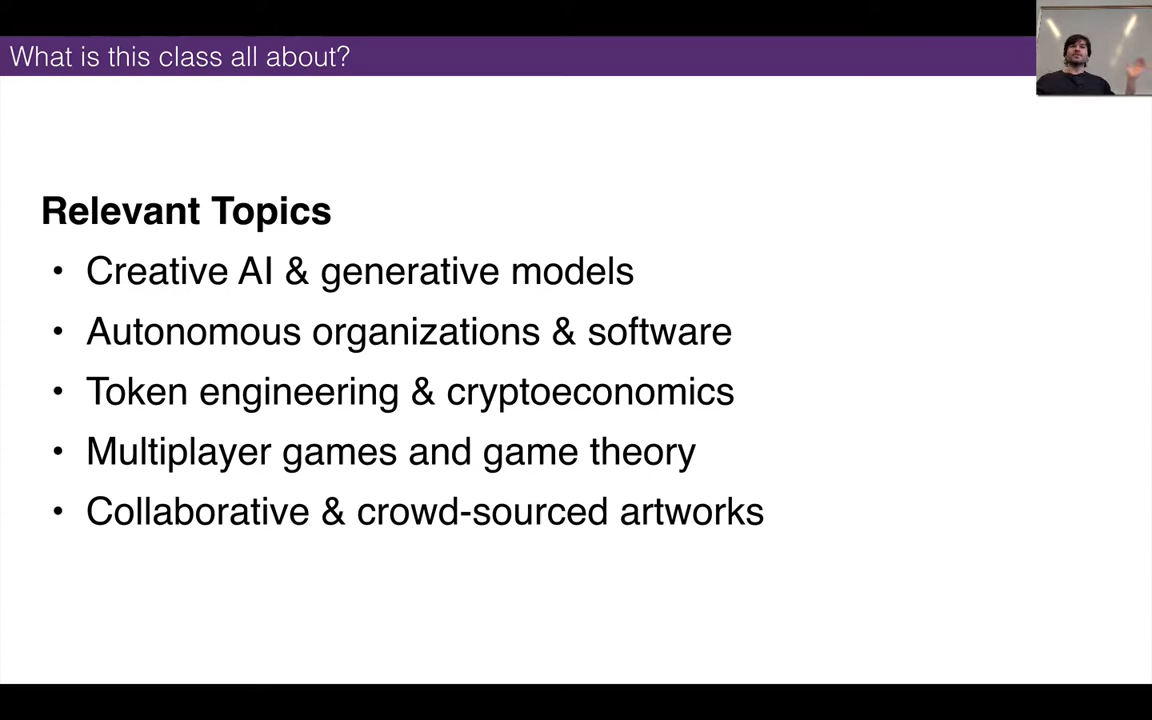 What is this class all about?
Relevant Topics
• Creative AI & generative models
• Autonomous organizations & software
• Token engineering & cryptoeconomics
• Multiplayer games and game theory
• Collaborative & crowd-sourced artworks